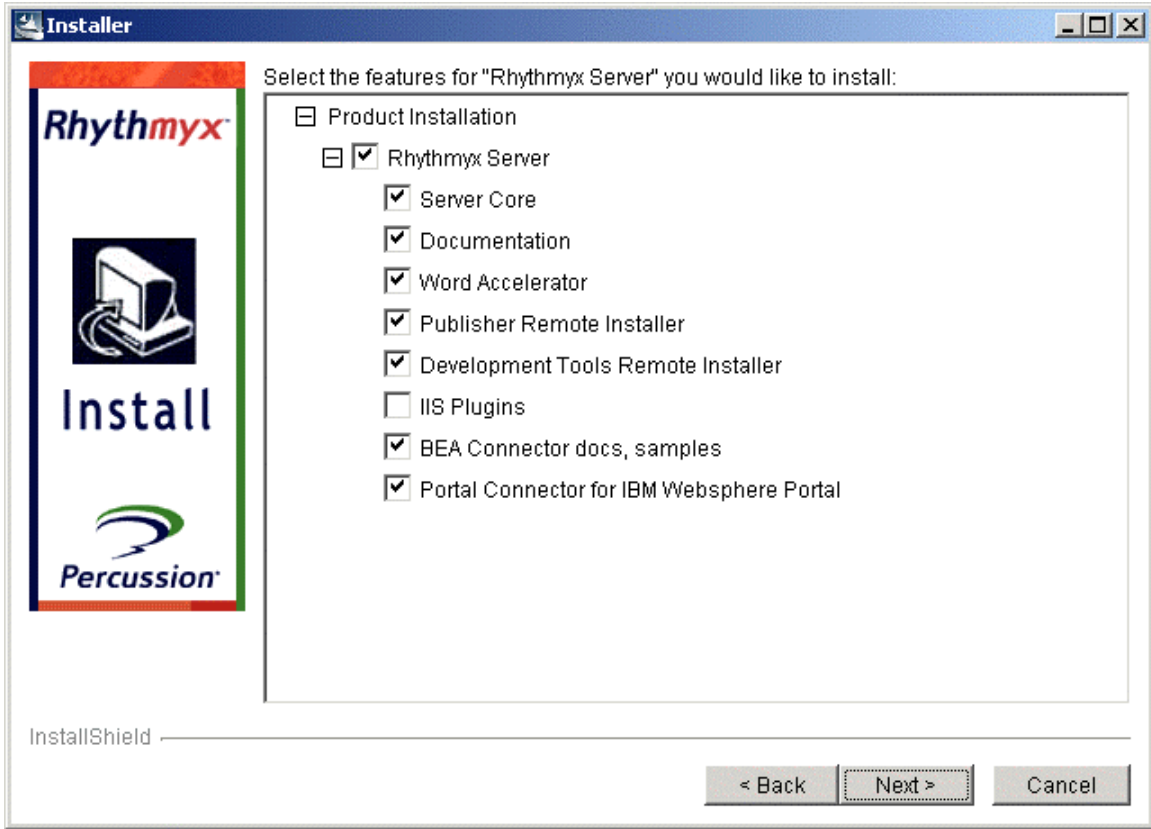 Installer
Rhythmyx
Install
Percussion
Select the features for "Rhythmyx Server" you would like to install:
Product Installation
Rhythmyx Server
Server Core
Documentation
Word Accelerator
Publisher Remote Installer
Development Tools Remote Installer
IIS Plugins
BEA Connector docs, samples
Portal Connector for IBM Websphere Portal
InstallShield
< Back
Next >
Cancel